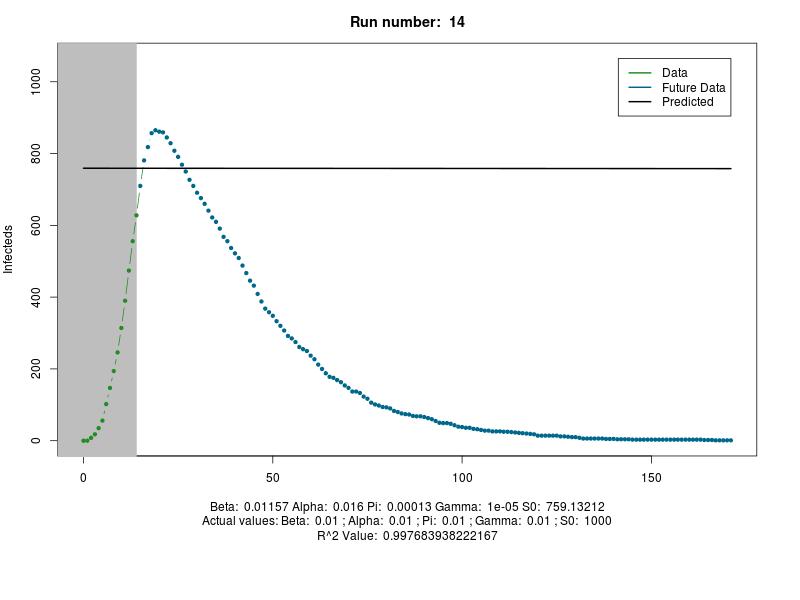 Run number: 14
Data
Future Data
Predicted
Infecteds
0
200
400
600
800
1000
0
50
100
150
Beta: 0.01157 Alpha: 0.016 Pi: 0.00013 Gamma: 1e-05 S0: 759.13212
Actual values: Beta: 0.01 ; Alpha: 0.01 ; Pi: 0.01 ; Gamma: 0.01 ; S0: 1000
R^2 Value: 0.997683938222167